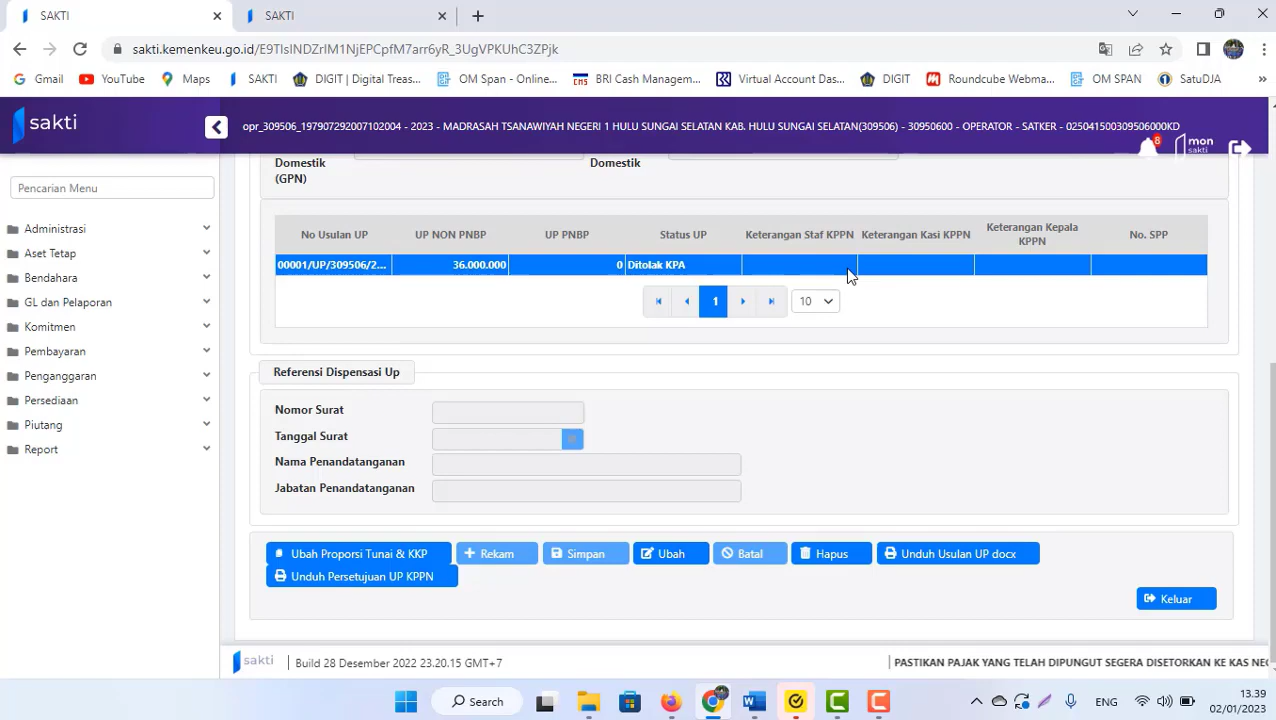 SAKTI
SAKTI
sakti.kemenkeu.go.id/E9TIsINDZrIM1NjEPCpfM7arr6yR_3UgVPKUhC3ZPjk
Gmail
YouTube
Maps
SAKTI
DIGIT | Digital Treas...
OM Span - Online...
BRI Cash Managem...
Virtual Account Das...
DIGIT
Roundcube Webma...
OM SPAN
SatuDJA
»
sakti
opr_309506_197907292007102004 - 2023 - MADRASAH TSANAWIYAH NEGERI 1 HULU SUNGAI SELATAN KAB. HULU SUNGAI SELATAN(309506) - 30950600 - OPERATOR - SATKER - 025041500309506000KD
8
mon
sakti
Pencarian Menu
Administrasi
Aset Tetap
Bendahara
GL dan Pelaporan
Komitmen
Pembayaran
Penganggaran
Persediaan
Piutang
Report
Domestik
(GPN)
Domestik
No Usulan UP
UP NON PNBP
UP PNBP
Status UP
Keterangan Staf KPPN
Keterangan Kasi KPPN
Keterangan Kepala
KPPN
No. SPP
00001/UP/309506/2...
36.000.000
0
Ditolak KPA
1
10
Referensi Dispensasi Up
Nomor Surat
Tanggal Surat
Nama Penandatanganan
Jabatan Penandatanganan
Ubah Proporsi Tunai & KKP
Rekam
Simpan
Ubah
Batal
Hapus
Unduh Usulan UP docx
Unduh Persetujuan UP KPPN
Keluar
sakti
Build 28 Desember 2022 23.20.15 GMT+7
PASTIKAN PAJAK YANG TELAH DIPUNGUT SEGERA DISETORKAN KE KAS NE
Search
13.39
02/01/2023